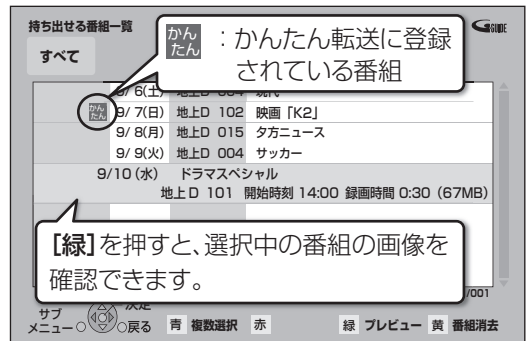 持ち出せる番組一覧
GGUIDE
すべて
かん
たん
：かんたん転送に登録
されている番組
9/ 6(土) 地上D 004 現代
かん
たん
9/ 7(日) 地上D 102 映画「K2」
9/ 8(月) 地上D 015 夕方ニュース
9/ 9(火) 地上D 004 サッカー
9/10 (水) ドラマスペシャル
地上D 101 開始時刻 14:00 録画時間 0:30 (67MB)
[緑]を押すと、選択中の番組の画像を
確認できます。
/001
サブ
メニュー
決定
戻る
青 複数選択 赤
緑 プレビュー 黄 番組消去